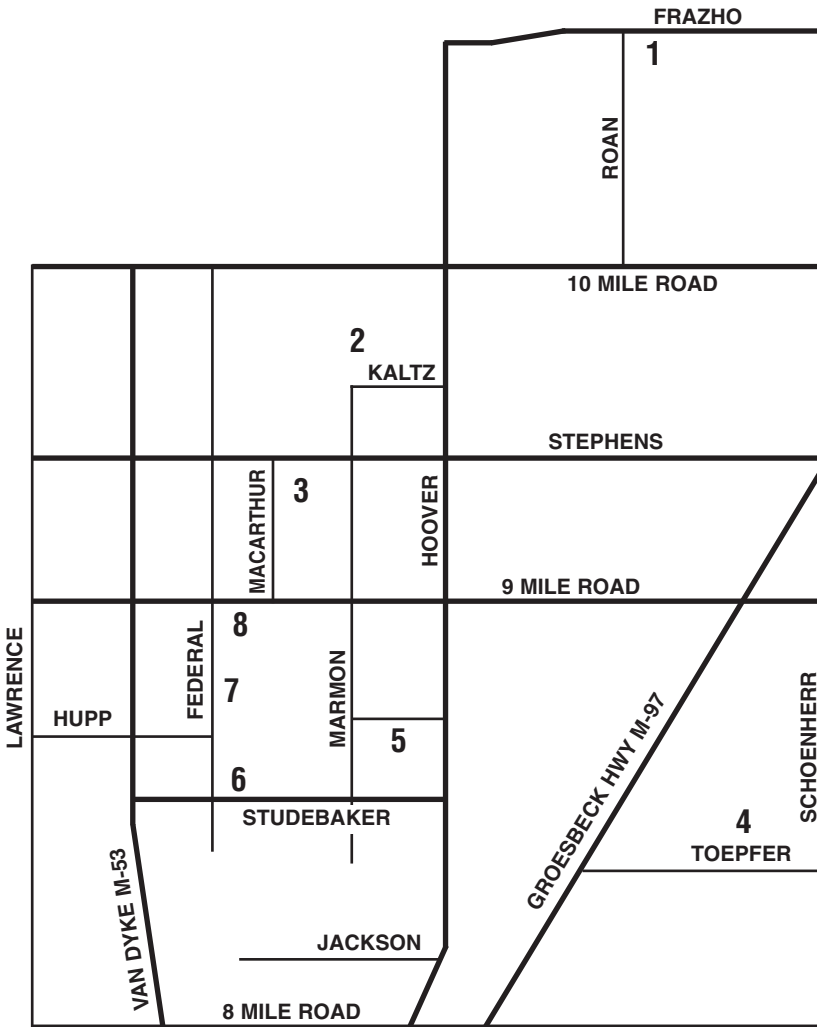 FRAZHO
1
ROAN
10 MILE ROAD
2
KALTZ
STEPHENS
MACARTHUR
3
HOOVER
9 MILE ROAD
LAWRENCE
FEDERAL
8
7
MARMON
HUPP
5
GROESBECK HWY M-97
SCHOENHERR
6
STUDEBAKER
4
TOEPFER
VAN DYKE M-53
JACKSON
8 MILE ROAD